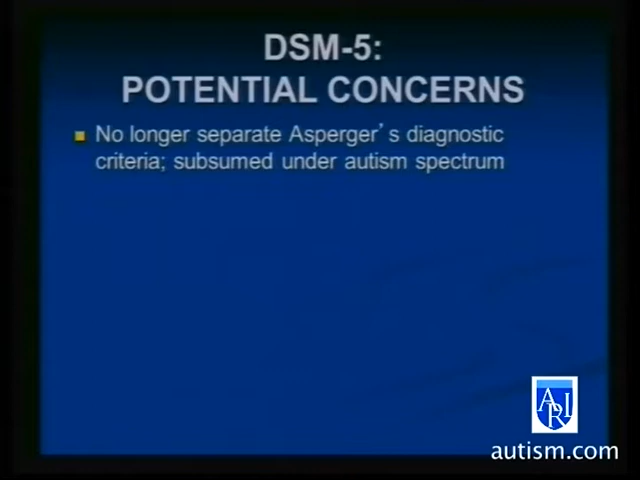 DSM-5:
POTENTIAL CONCERNS
No longer separate Asperger's diagnostic
criteria; subsumed under autism spectrum
ARI
autism.com